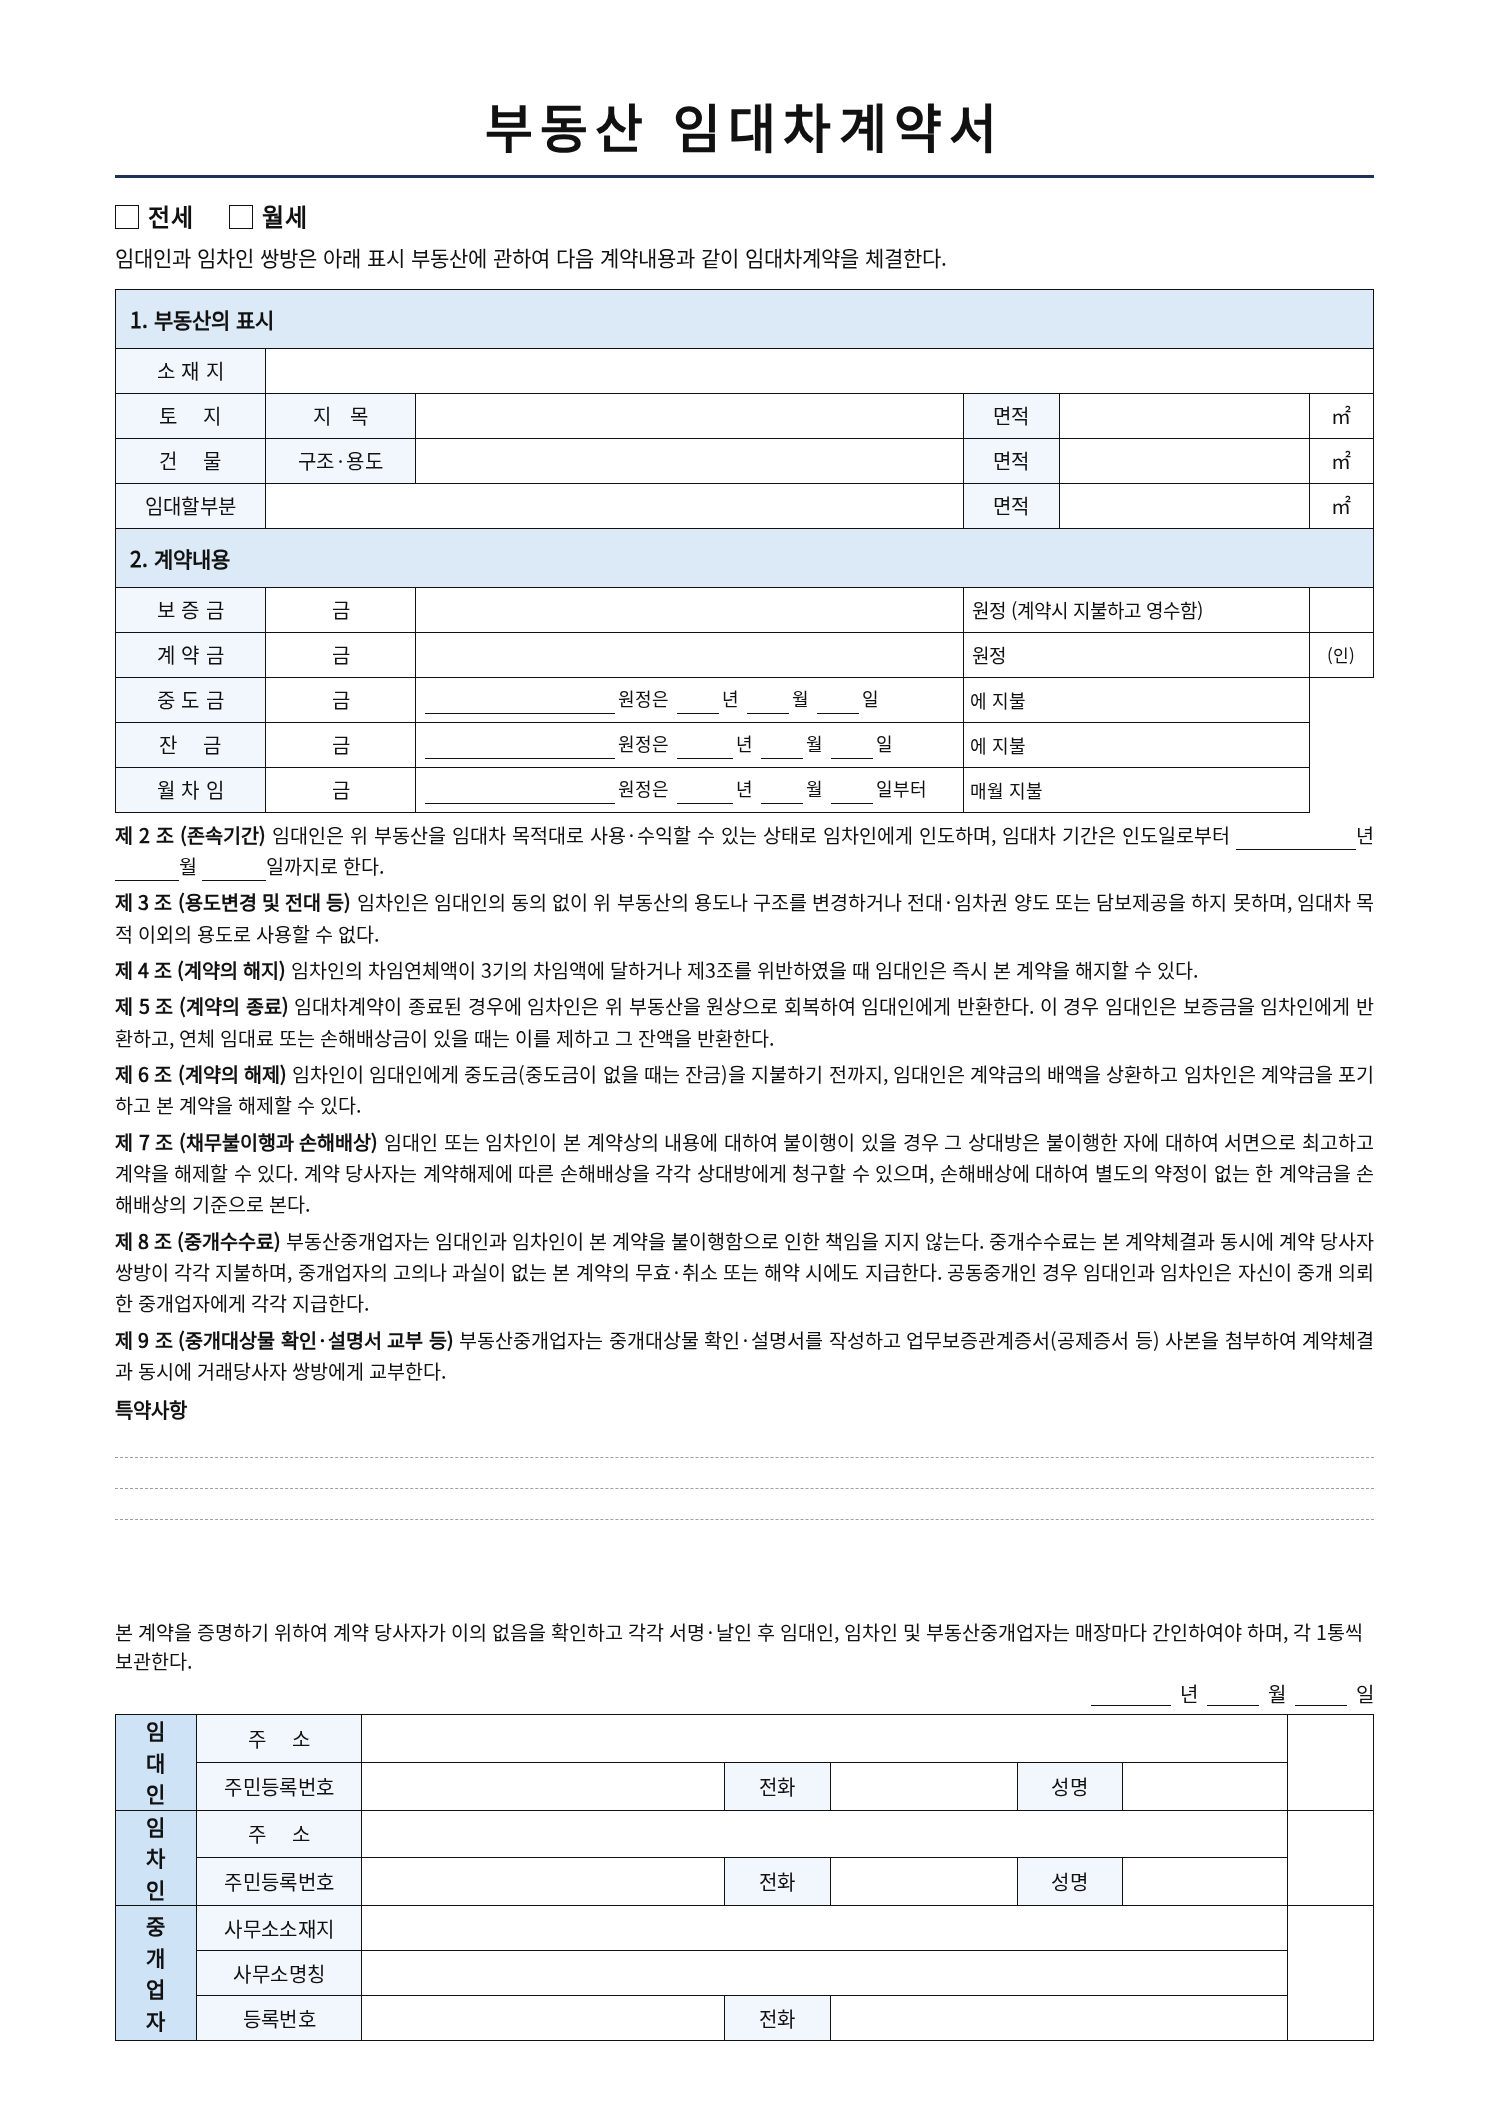 부동산 임대차계약서
전세 월세
임대인과 임차인 쌍방은 아래 표시 부동산에 관하여 다음 계약내용과 같이 임대차계약을 체결한다.
1. 부동산의 표시
소 재 지
토 지 지 목 면적 ㎡
건 물 구조·용도 면적 ㎡
임대할부분 면적 ㎡
2. 계약내용
보 증 금 금 원정 (계약시 지불하고 영수함)
계 약 금 금 원정 (인)
중 도 금 금 원정은 년 월 일 에 지불
잔 금 금 원정은 년 월 일 에 지불
월 차 임 금 원정은 년 월 일부터 매월 지불
제 2 조 (존속기간) 임대인은 위 부동산을 임대차 목적대로 사용·수익할 수 있는 상태로 임차인에게 인도하며, 임대차 기간은 인도일로부터 년
월 일까지로 한다.
제 3 조 (용도변경 및 전대 등) 임차인은 임대인의 동의 없이 위 부동산의 용도나 구조를 변경하거나 전대·임차권 양도 또는 담보제공을 하지 못하며, 임대차 목
적 이외의 용도로 사용할 수 없다.
제 4 조 (계약의 해지) 임차인의 차임연체액이 3기의 차임액에 달하거나 제3조를 위반하였을 때 임대인은 즉시 본 계약을 해지할 수 있다.
제 5 조 (계약의 종료) 임대차계약이 종료된 경우에 임차인은 위 부동산을 원상으로 회복하여 임대인에게 반환한다. 이 경우 임대인은 보증금을 임차인에게 반
환하고, 연체 임대료 또는 손해배상금이 있을 때는 이를 제하고 그 잔액을 반환한다.
제 6 조 (계약의 해제) 임차인이 임대인에게 중도금(중도금이 없을 때는 잔금)을 지불하기 전까지, 임대인은 계약금의 배액을 상환하고 임차인은 계약금을 포기
하고 본 계약을 해제할 수 있다.
제 7 조 (채무불이행과 손해배상) 임대인 또는 임차인이 본 계약상의 내용에 대하여 불이행이 있을 경우 그 상대방은 불이행한 자에 대하여 서면으로 최고하고
계약을 해제할 수 있다. 계약 당사자는 계약해제에 따른 손해배상을 각각 상대방에게 청구할 수 있으며, 손해배상에 대하여 별도의 약정이 없는 한 계약금을 손
해배상의 기준으로 본다.
제 8 조 (중개수수료) 부동산중개업자는 임대인과 임차인이 본 계약을 불이행함으로 인한 책임을 지지 않는다. 중개수수료는 본 계약체결과 동시에 계약 당사자
쌍방이 각각 지불하며, 중개업자의 고의나 과실이 없는 본 계약의 무효·취소 또는 해약 시에도 지급한다. 공동중개인 경우 임대인과 임차인은 자신이 중개 의뢰
한 중개업자에게 각각 지급한다.
제 9 조 (중개대상물 확인·설명서 교부 등) 부동산중개업자는 중개대상물 확인·설명서를 작성하고 업무보증관계증서(공제증서 등) 사본을 첨부하여 계약체결
과 동시에 거래당사자 쌍방에게 교부한다.
특약사항
본 계약을 증명하기 위하여 계약 당사자가 이의 없음을 확인하고 각각 서명·날인 후 임대인, 임차인 및 부동산중개업자는 매장마다 간인하여야 하며, 각 1통씩
보관한다.
년 월 일
임대인
주 소
주민등록번호 전화 성명
임차인
주 소
주민등록번호 전화 성명
중개업자
사무소소재지
사무소명칭
등록번호 전화